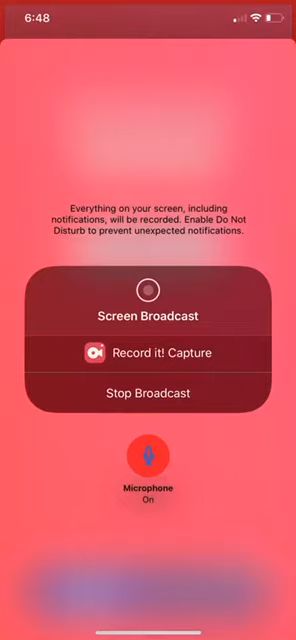 6:48
Everything on your screen, including
notifications, will be recorded. Enable Do Not
Disturb to prevent unexpected notifications.
Screen Broadcast
Record it! Capture
Stop Broadcast
Microphone
On